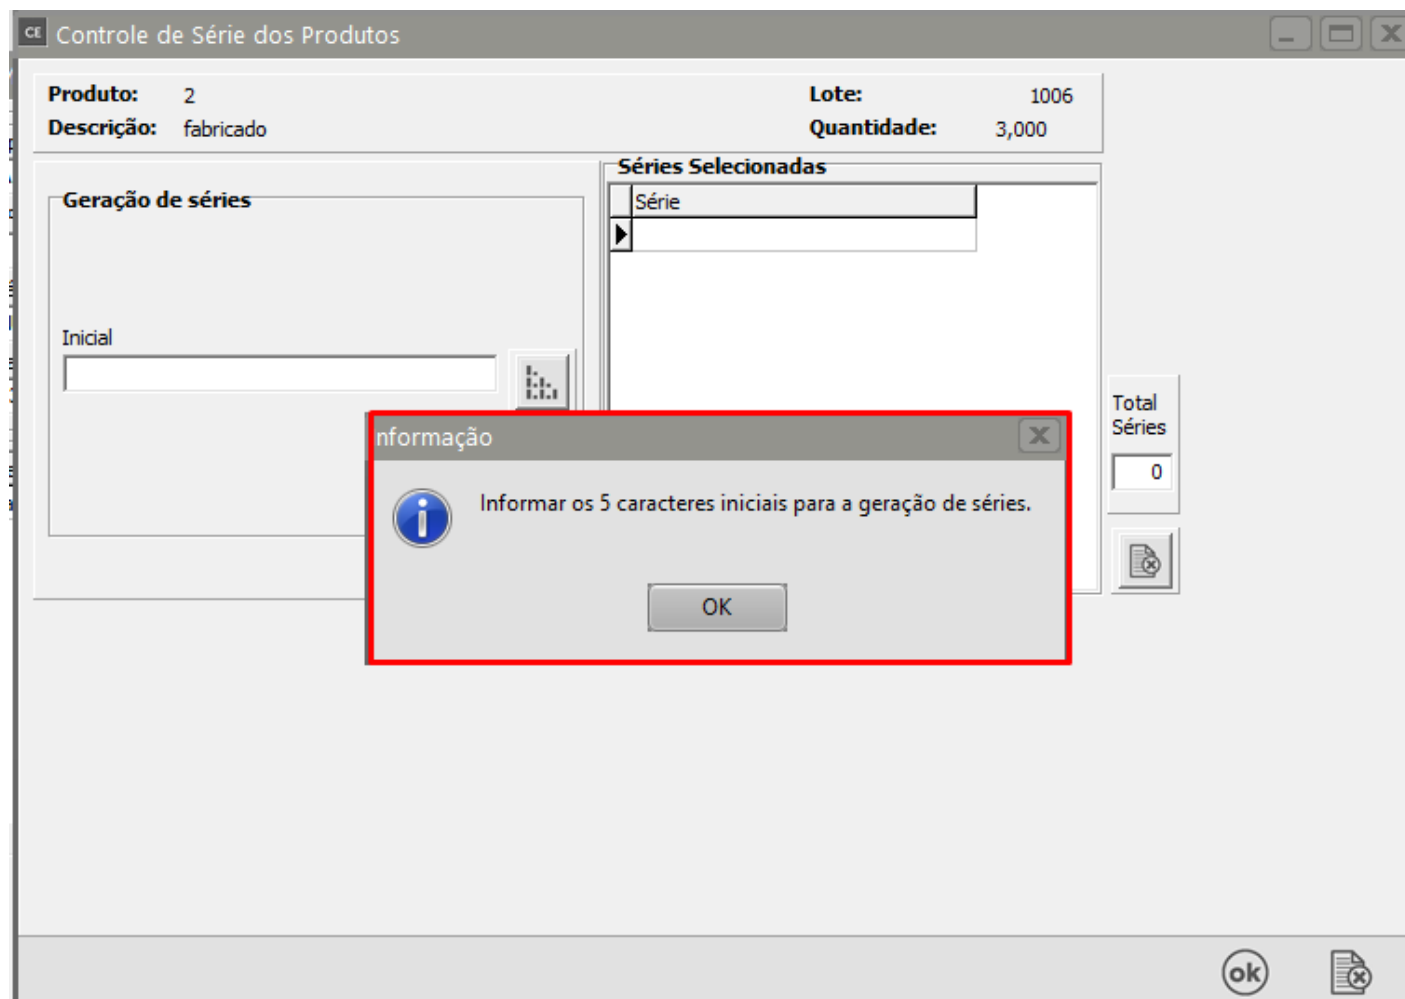 CE Controle de Série dos Produtos
Produto: 2 Lote: 1006
Descrição: fabricado Quantidade: 3,000
Séries Selecionadas
Geração de séries
Série
Inicial
Total
Séries
0
nformação
Informar os 5 caracteres iniciais para a geração de séries.
OK
ok